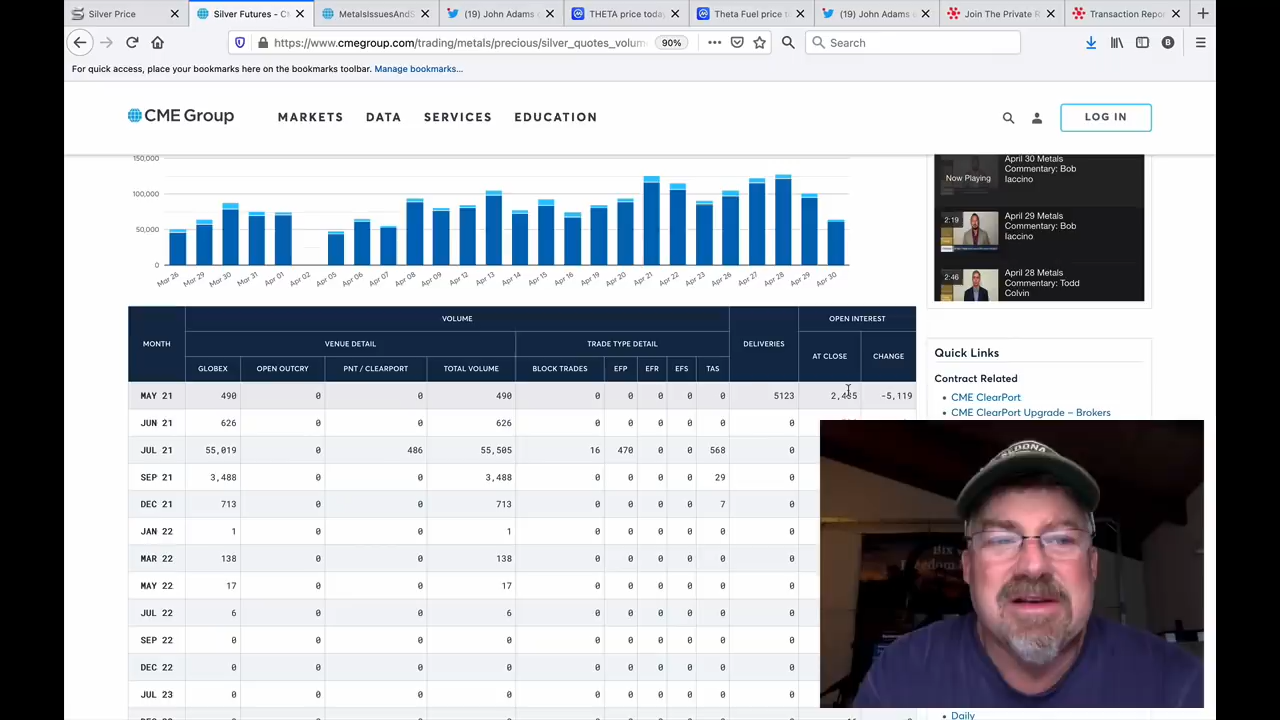 Silver Price
Silver Futures - C
MetalsIssuesAndS
(19) John Adams
THETA price today
Theta Fuel price t
(19) John Adams
Join The Private R
Transaction Repo
https://www.cmegroup.com/trading/metals/precious/silver_quotes_volum
90%
Search
For quick access, place your bookmarks here on the bookmarks toolbar. Manage bookmarks...
CME Group
MARKETS
DATA
SERVICES
EDUCATION
LOG IN
150,000
100,000
50,000
0
Mar 26
Mar 29
Mar 30
Mar 31
Apr 01
Apr 02
Apr 05
Apr 06
Apr 07
Apr 08
Apr 09
Apr 12
Apr 13
Apr 14
Apr 15
Apr 16
Apr 19
Apr 20
Apr 21
Apr 22
Apr 23
Apr 26
Apr 27
Apr 28
Apr 29
Apr 30
Now Playing
April 30 Metals
Commentary: Bob
Iaccino
2:19
April 29 Metals
Commentary: Bob
Iaccino
2:46
April 28 Metals
Commentary: Todd
Colvin
MONTH
VOLUME
DELIVERIES
OPEN INTEREST
VENUE DETAIL
TRADE TYPE DETAIL
AT CLOSE
CHANGE
GLOBEX
OPEN OUTCRY
PNT / CLEARPORT
TOTAL VOLUME
BLOCK TRADES
EFP
EFR
EFS
TAS
MAY 21 490 0 0 490 0 0 0 0 0 5123 -5,119
JUN 21 626 0 0 626 0 0 0 0 0 0
JUL 21 55,019 0 486 55,505 16 470 0 0 568 0
SEP 21 3,488 0 0 3,488 0 0 0 0 29 0
DEC 21 713 0 0 713 0 0 0 0 7 0
JAN 22 1 0 0 1 0 0 0 0 0 0
MAR 22 138 0 0 138 0 0 0 0 0 0
MAY 22 17 0 0 17 0 0 0 0 0 0
JUL 22 6 0 0 6 0 0 0 0 0 0
SEP 22 0 0 0 0 0 0 0 0 0 0
DEC 22 0 0 0 0 0 0 0 0 0 0
JUL 23 0 0 0 0 0 0 0 0 0 0
Quick Links
Contract Related
CME ClearPort
CME ClearPort Upgrade – Brokers
SEDONA
Bix
Freedom
Daily